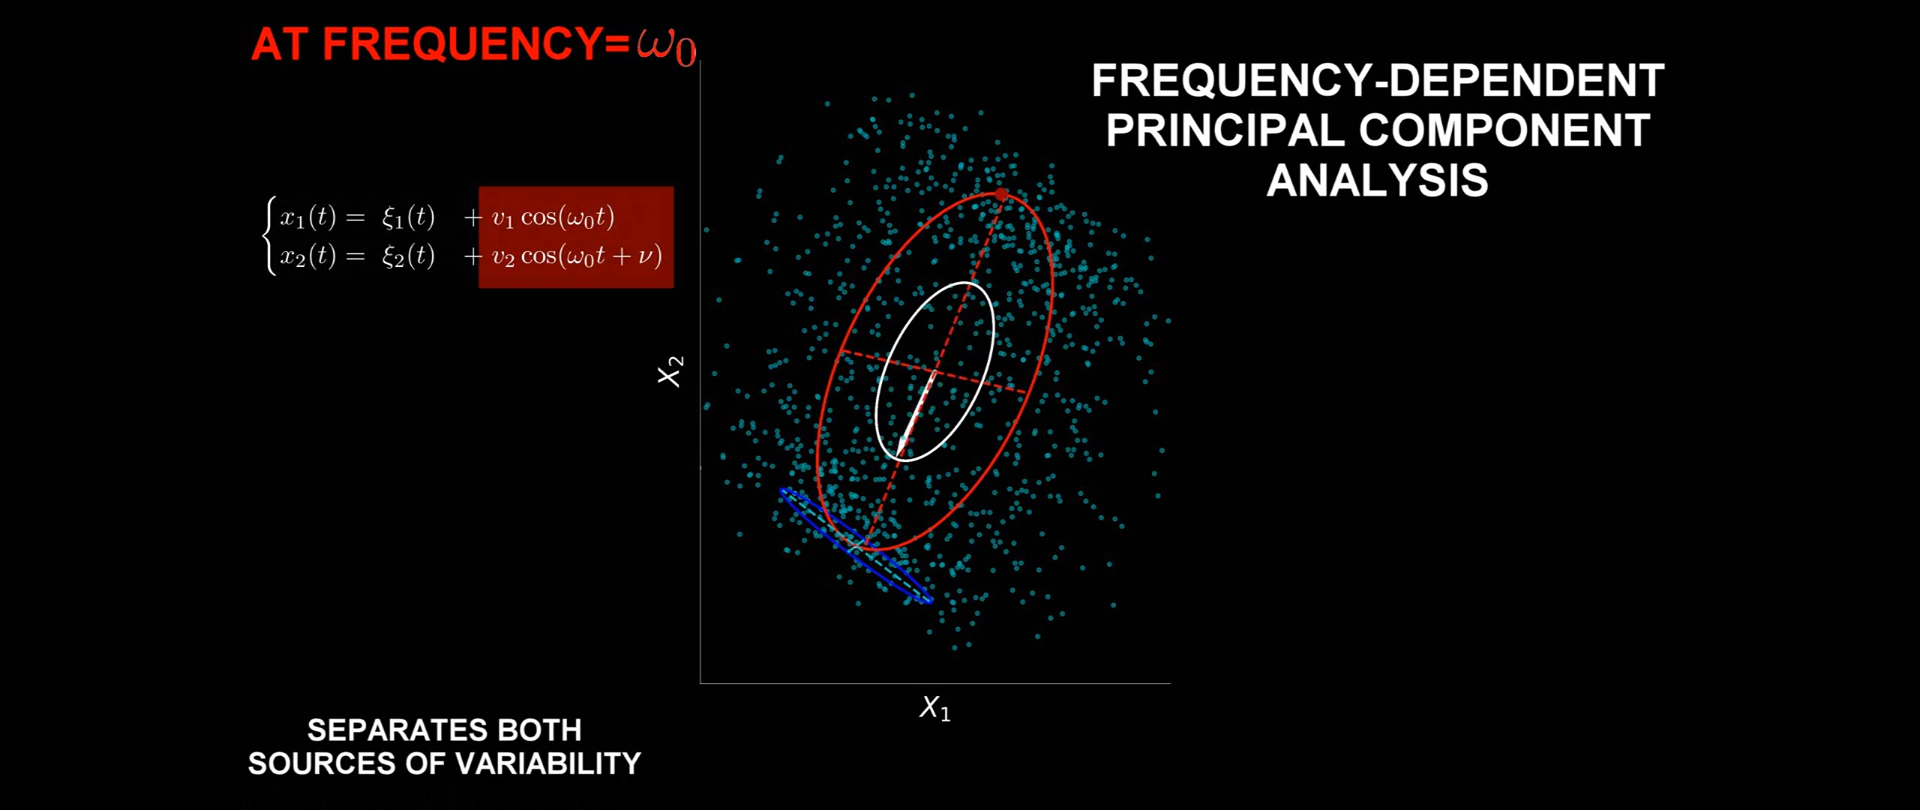 AT FREQUENCY=ω₀
FREQUENCY-DEPENDENT
PRINCIPAL COMPONENT
ANALYSIS
x₁(t) = ξ₁(t) + v₁ cos(ω₀t)
x₂(t) = ξ₂(t) + v₂ cos(ω₀t + ν)
X₂
X₁
SEPARATES BOTH
SOURCES OF VARIABILITY